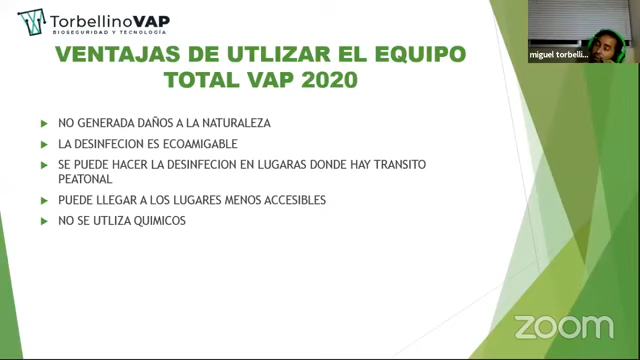 TorbellinoVAP
BIOSEGURIDAD Y TECNOLOGÍA
miguel torbelli...
VENTAJAS DE UTLIZAR EL EQUIPO
TOTAL VAP 2020
NO GENERADA DAÑOS A LA NATURALEZA
LA DESINFECION ES ECOAMIGABLE
SE PUEDE HACER LA DESINFECION EN LUGARAS DONDE HAY TRANSITO
PEATONAL
PUEDE LLEGAR A LOS LUGARES MENOS ACCESIBLES
NO SE UTLIZA QUIMICOS
zoom